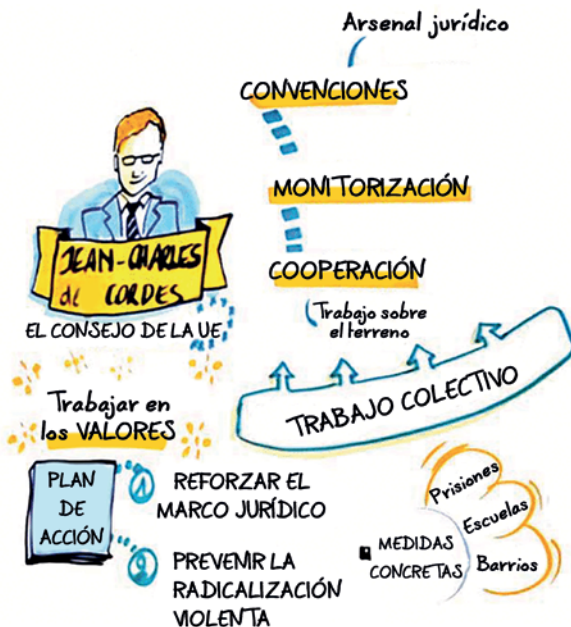 Arsenal jurídico
CONVENCIONES
MONITORIZACIÓN
COOPERACIÓN
Trabajo sobre
el terreno
JEAN-CHARLES
de CORDES
EL CONSEJO DE LA UE
TRABAJO COLECTIVO
Trabajar en
los VALORES
PLAN
DE
ACCIÓN
1 REFORZAR EL
MARCO JURÍDICO
2 PREVENIR LA
RADICALIZACIÓN
VIOLENTA
MEDIDAS
CONCRETAS
Prisiones
Escuelas
Barrios